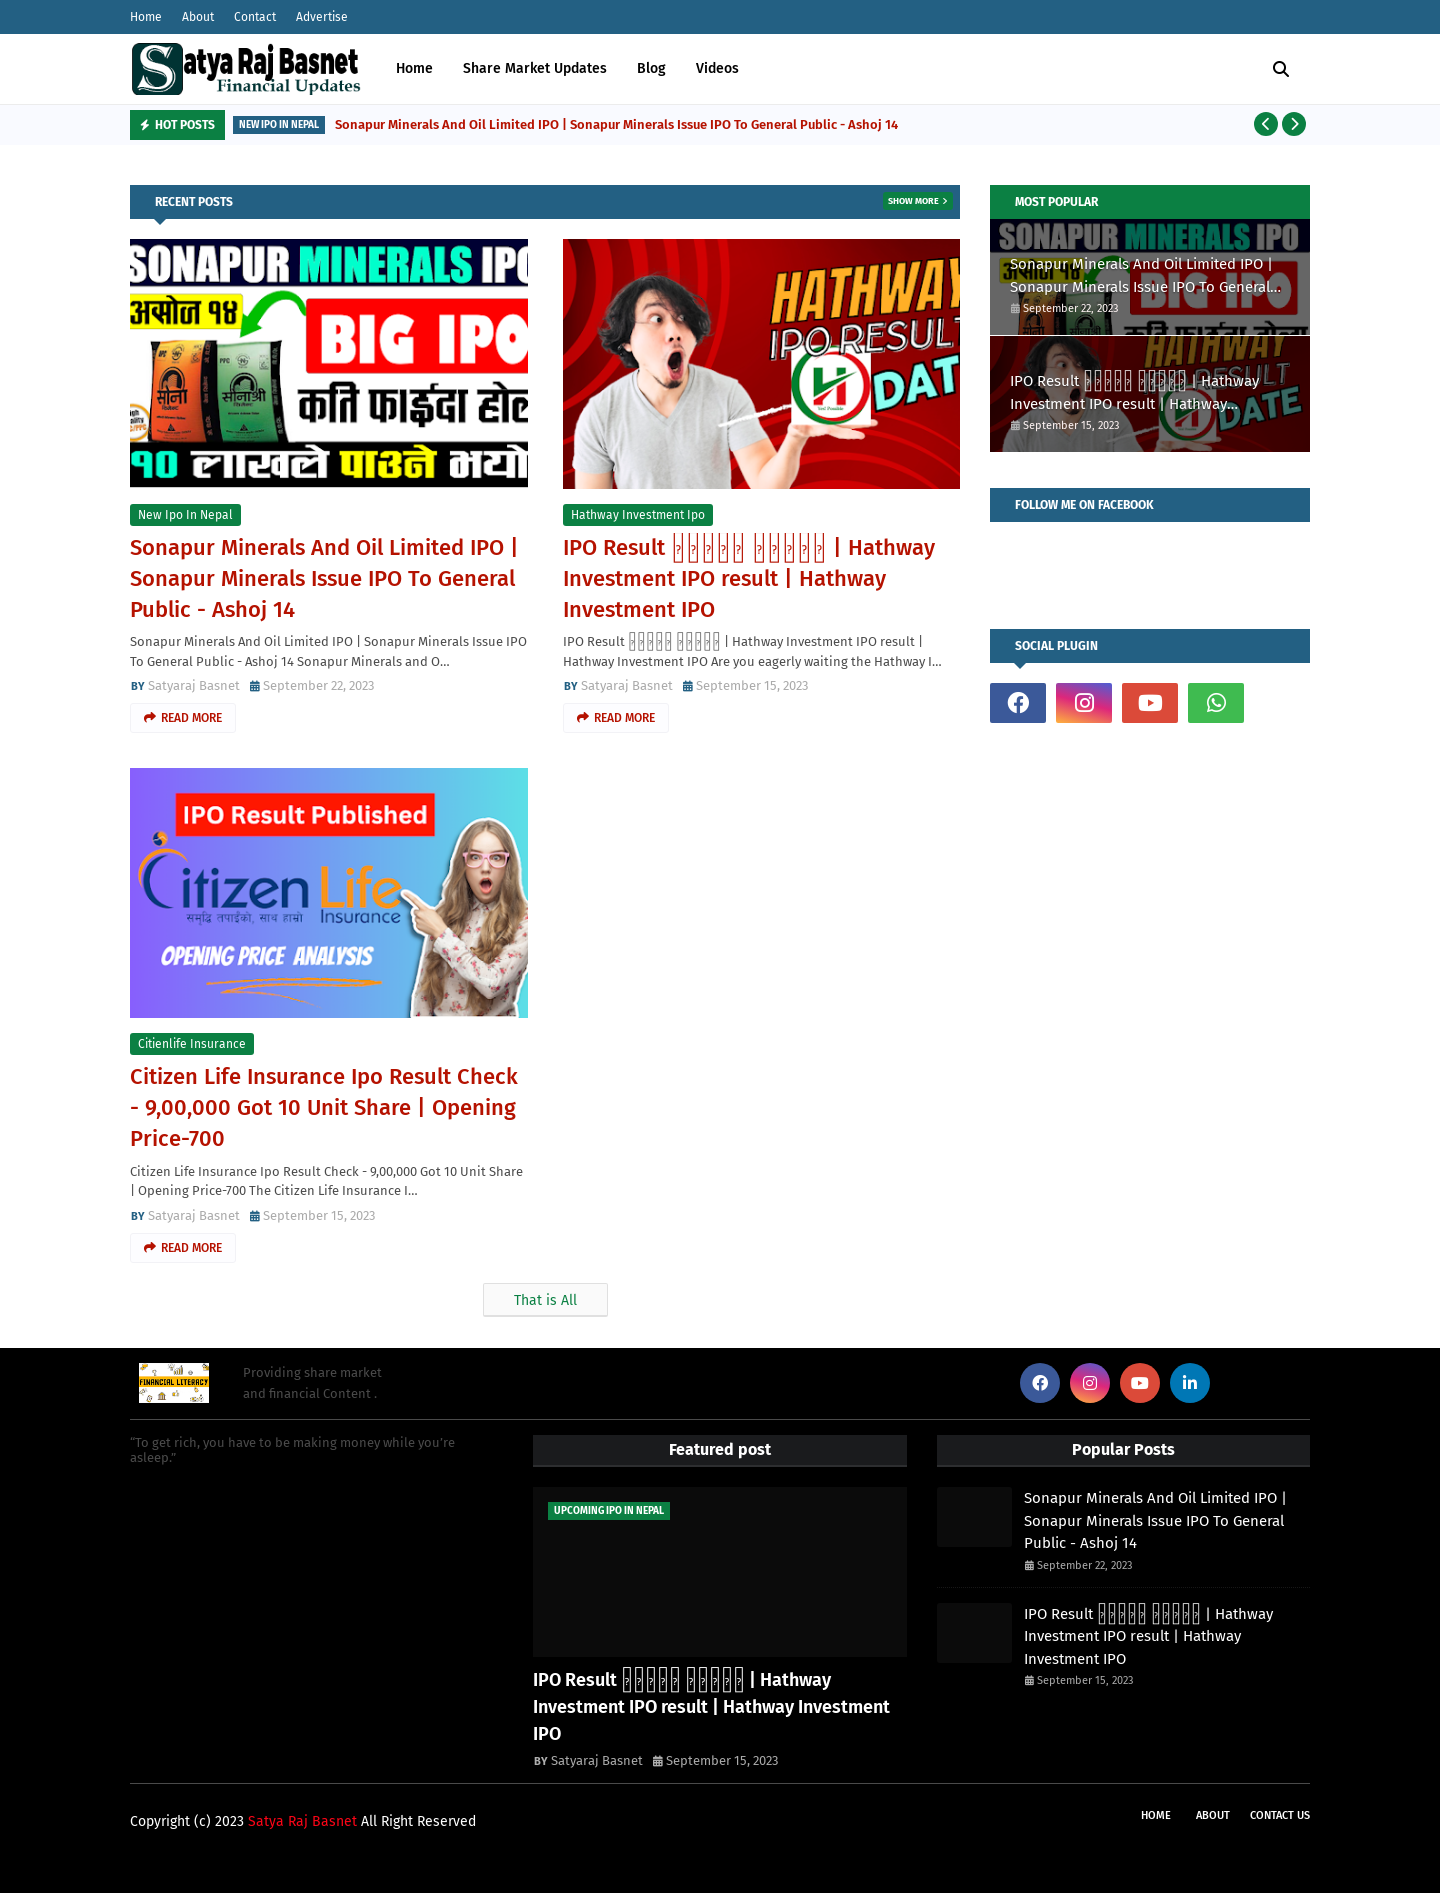 Home About Contact Advertise
Satya Raj Basnet
Financial Updates
Home Share Market Updates Blog Videos
HOT POSTS NEW IPO IN NEPAL Sonapur Minerals And Oil Limited IPO | Sonapur Minerals Issue IPO To General Public - Ashoj 14
RECENT POSTS SHOW MORE
SONAPUR MINERALS IPO
असोज १४
BIG IPO
कति फाईदा होला
१० लाखले पाउने भयो
New Ipo In Nepal
Sonapur Minerals And Oil Limited IPO |
Sonapur Minerals Issue IPO To General
Public - Ashoj 14
Sonapur Minerals And Oil Limited IPO | Sonapur Minerals Issue IPO
To General Public - Ashoj 14 Sonapur Minerals and O…
BY Satyaraj Basnet September 22, 2023
READ MORE
HATHWAY
IPO RESULT
DATE
Hathway Investment Ipo
IPO Result | Hathway
Investment IPO result | Hathway
Investment IPO
IPO Result | Hathway Investment IPO result |
Hathway Investment IPO Are you eagerly waiting the Hathway I…
BY Satyaraj Basnet September 15, 2023
READ MORE
IPO Result Published
Citizen Life
समृद्धि तपाईंको, साथ हाम्रो Insurance
OPENING PRICE ANALYSIS
Citienlife Insurance
Citizen Life Insurance Ipo Result Check
- 9,00,000 Got 10 Unit Share | Opening
Price-700
Citizen Life Insurance Ipo Result Check - 9,00,000 Got 10 Unit Share
| Opening Price-700 The Citizen Life Insurance I…
BY Satyaraj Basnet September 15, 2023
READ MORE
That is All
MOST POPULAR
SONAPUR MINERALS IPO
Sonapur Minerals And Oil Limited IPO |
Sonapur Minerals Issue IPO To General...
September 22, 2023
IPO Result | Hathway
Investment IPO result | Hathway...
September 15, 2023
FOLLOW ME ON FACEBOOK
SOCIAL PLUGIN
FINANCIAL LITERACY
Providing share market
and financial Content .
“To get rich, you have to be making money while you’re
asleep.”
Featured post
UPCOMING IPO IN NEPAL
IPO Result | Hathway
Investment IPO result | Hathway Investment
IPO
BY Satyaraj Basnet September 15, 2023
Popular Posts
Sonapur Minerals And Oil Limited IPO |
Sonapur Minerals Issue IPO To General
Public - Ashoj 14
September 22, 2023
IPO Result | Hathway
Investment IPO result | Hathway
Investment IPO
September 15, 2023
Copyright (c) 2023 Satya Raj Basnet All Right Reserved
HOME ABOUT CONTACT US